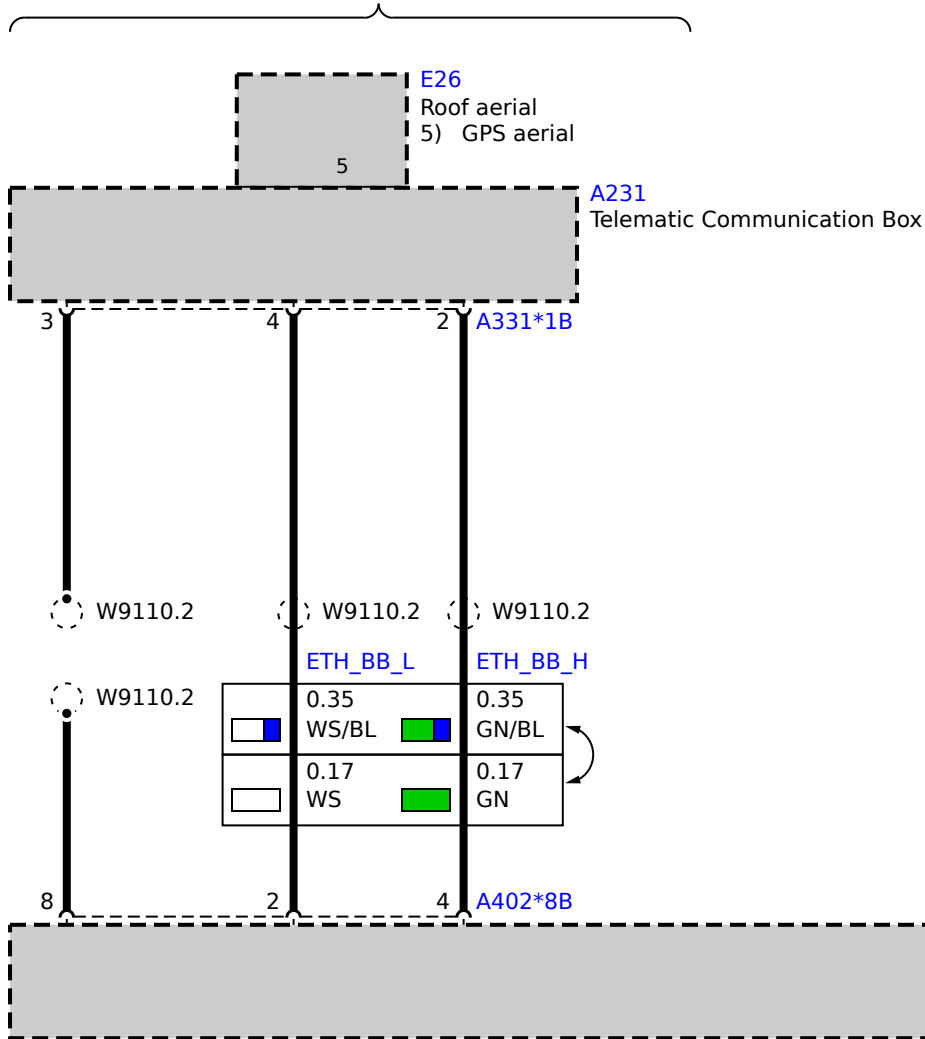 E26
Roof aerial
5) GPS aerial
5
A231
Telematic Communication Box
3 4 2 A331*1B
W9110.2 W9110.2 W9110.2
ETH_BB_L ETH_BB_H
W9110.2
0.35 0.35
WS/BL GN/BL
0.17 0.17
WS GN
8 2 4 A402*8B